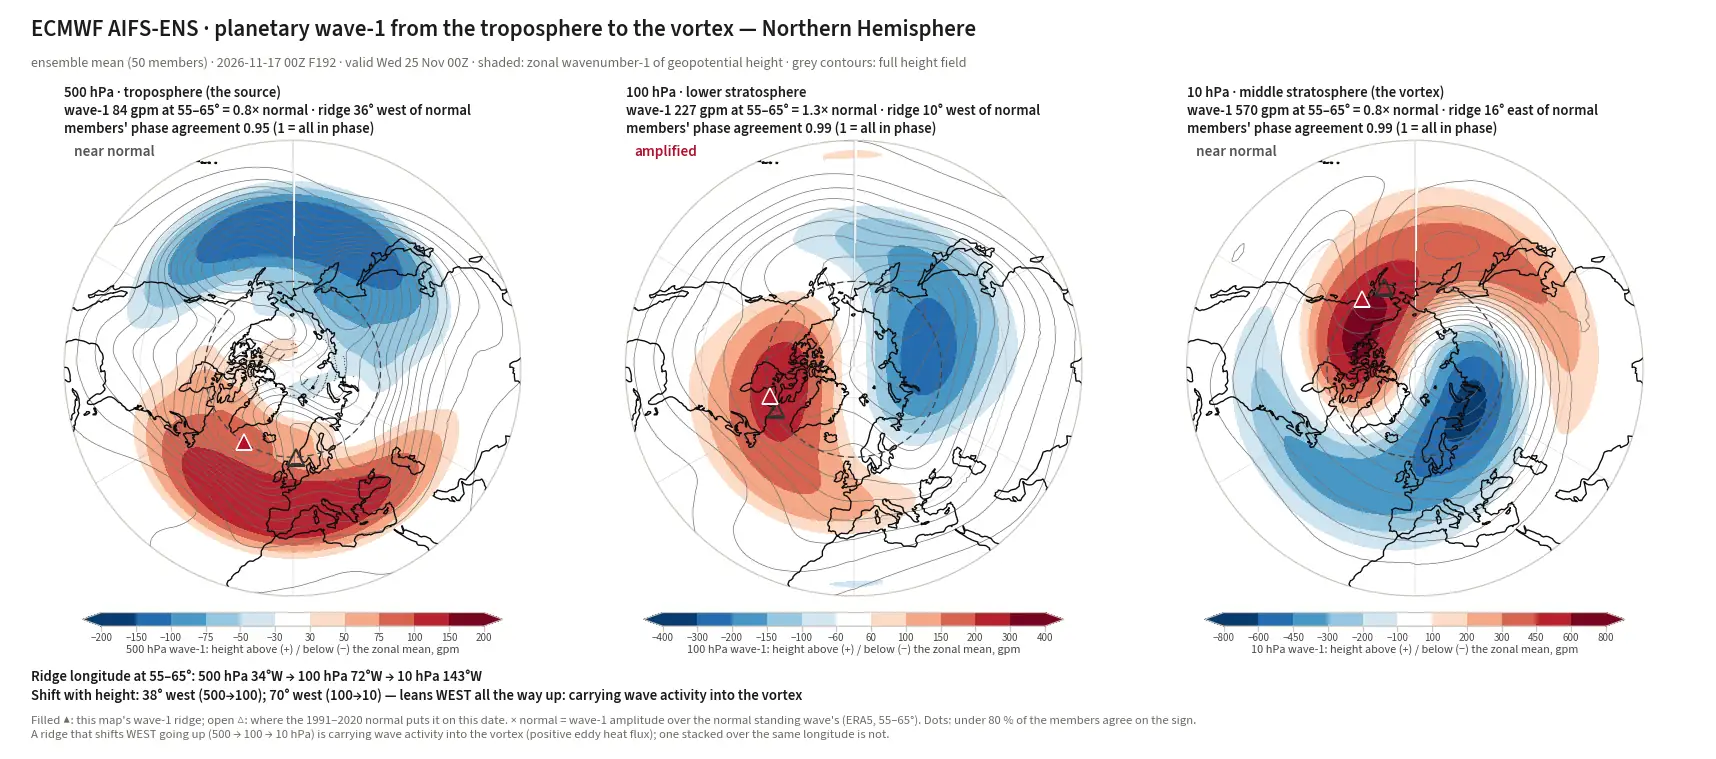 ECMWF AIFS-ENS · planetary wave-1 from the troposphere to the vortex — Northern Hemisphere
ensemble mean (50 members) · 2026-11-17 00Z F192 · valid Wed 25 Nov 00Z · shaded: zonal wavenumber-1 of geopotential height · grey contours: full height field
500 hPa · troposphere (the source)
wave-1 84 gpm at 55–65° = 0.8× normal · ridge 36° west of normal
members' phase agreement 0.95 (1 = all in phase)
near normal
100 hPa · lower stratosphere
wave-1 227 gpm at 55–65° = 1.3× normal · ridge 10° west of normal
members' phase agreement 0.99 (1 = all in phase)
amplified
10 hPa · middle stratosphere (the vortex)
wave-1 570 gpm at 55–65° = 0.8× normal · ridge 16° east of normal
members' phase agreement 0.99 (1 = all in phase)
near normal
−200 −150 −100 −75 −50 −30 30 50 75 100 150 200
500 hPa wave-1: height above (+) / below (−) the zonal mean, gpm
−400 −300 −200 −150 −100 −60 60 100 150 200 300 400
100 hPa wave-1: height above (+) / below (−) the zonal mean, gpm
−800 −600 −450 −300 −200 −100 100 200 300 450 600 800
10 hPa wave-1: height above (+) / below (−) the zonal mean, gpm
Ridge longitude at 55–65°: 500 hPa 34°W → 100 hPa 72°W → 10 hPa 143°W
Shift with height: 38° west (500→100); 70° west (100→10) — leans WEST all the way up: carrying wave activity into the vortex
Filled ▲: this map's wave-1 ridge; open △: where the 1991–2020 normal puts it on this date. × normal = wave-1 amplitude over the normal standing wave's (ERA5, 55–65°). Dots: under 80 % of the members agree on the sign.
A ridge that shifts WEST going up (500 → 100 → 10 hPa) is carrying wave activity into the vortex (positive eddy heat flux); one stacked over the same longitude is not.